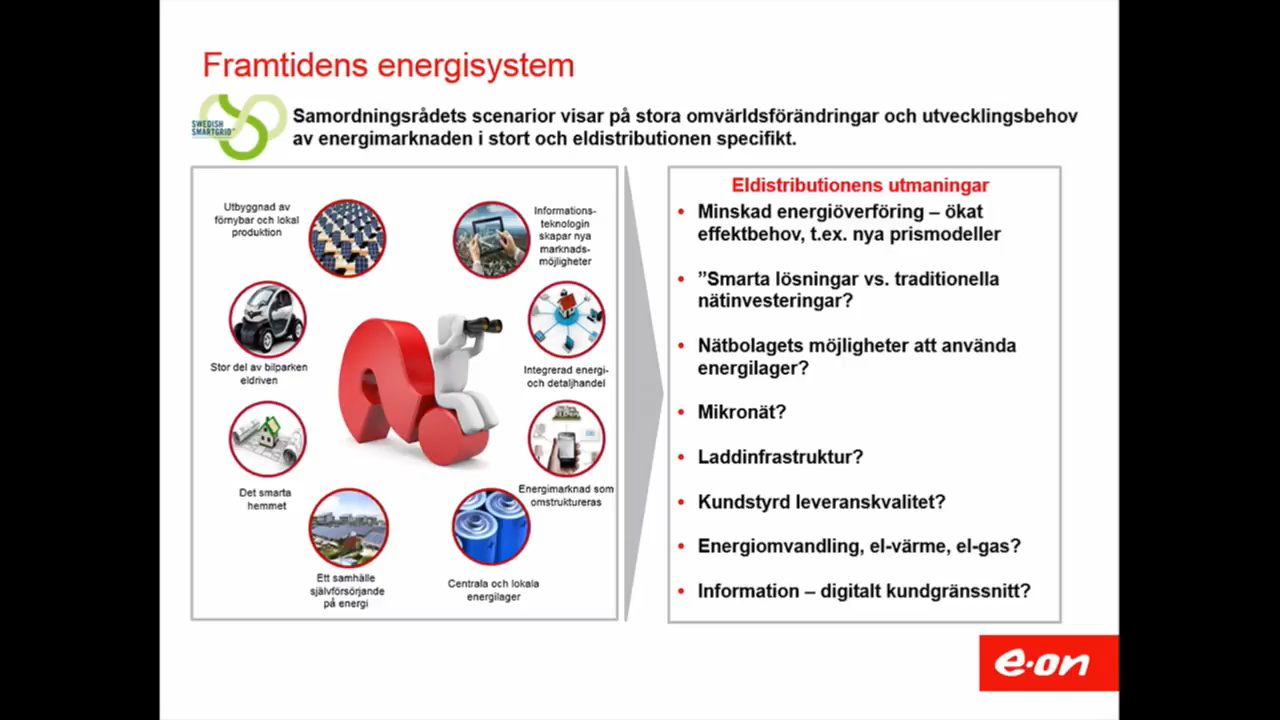 Framtidens energisystem
SWEDISH
SMARTGRID
Samordningsrådets scenarior visar på stora omvärldsförändringar och utvecklingsbehov
av energimarknaden i stort och eldistributionen specifikt.
Utbyggnad av
förnybar och lokal
produktion
Informations-
teknologin
skapar nya
marknads-
möjligheter
Stor del av bilparken
eldriven
Integrerad energi-
och detaljhandel
Det smarta
hemmet
Energimarknad som
omstruktureras
Ett samhälle
självförsörjande
på energi
Centrala och lokala
energilager
Eldistributionens utmaningar
• Minskad energiöverföring – ökat
effektbehov, t.ex. nya prismodeller
• ”Smarta lösningar vs. traditionella
nätinvesteringar?
• Nätbolagets möjligheter att använda
energilager?
• Mikronät?
• Laddinfrastruktur?
• Kundstyrd leveranskvalitet?
• Energiomvandling, el-värme, el-gas?
• Information – digitalt kundgränssnitt?
e·on